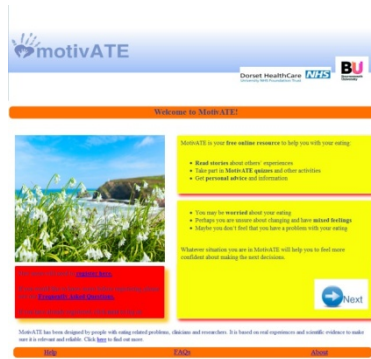 motivATE
Dorset HealthCare NHS
University NHS Foundation Trust
BU
Bournemouth
University
Welcome to MotivATE!
MotivATE is your free online resource to help you with your eating:
Read stories about others' experiences
Take part in MotivATE quizzes and other activities
Get personal advice and information
You may be worried about your eating
Perhaps you are unsure about changing and have mixed feelings
Maybe you don't feel that you have a problem with your eating
Whatever situation you are in MotivATE will help you to feel more
confident about making the next decisions.
Next
register here.
Frequently Asked Questions.
MotivATE has been designed by people with eating related problems, clinicians and researchers. It is based on real experiences and scientific evidence to make
sure it is relevant and reliable. Click here to find out more.
Help FAQs About